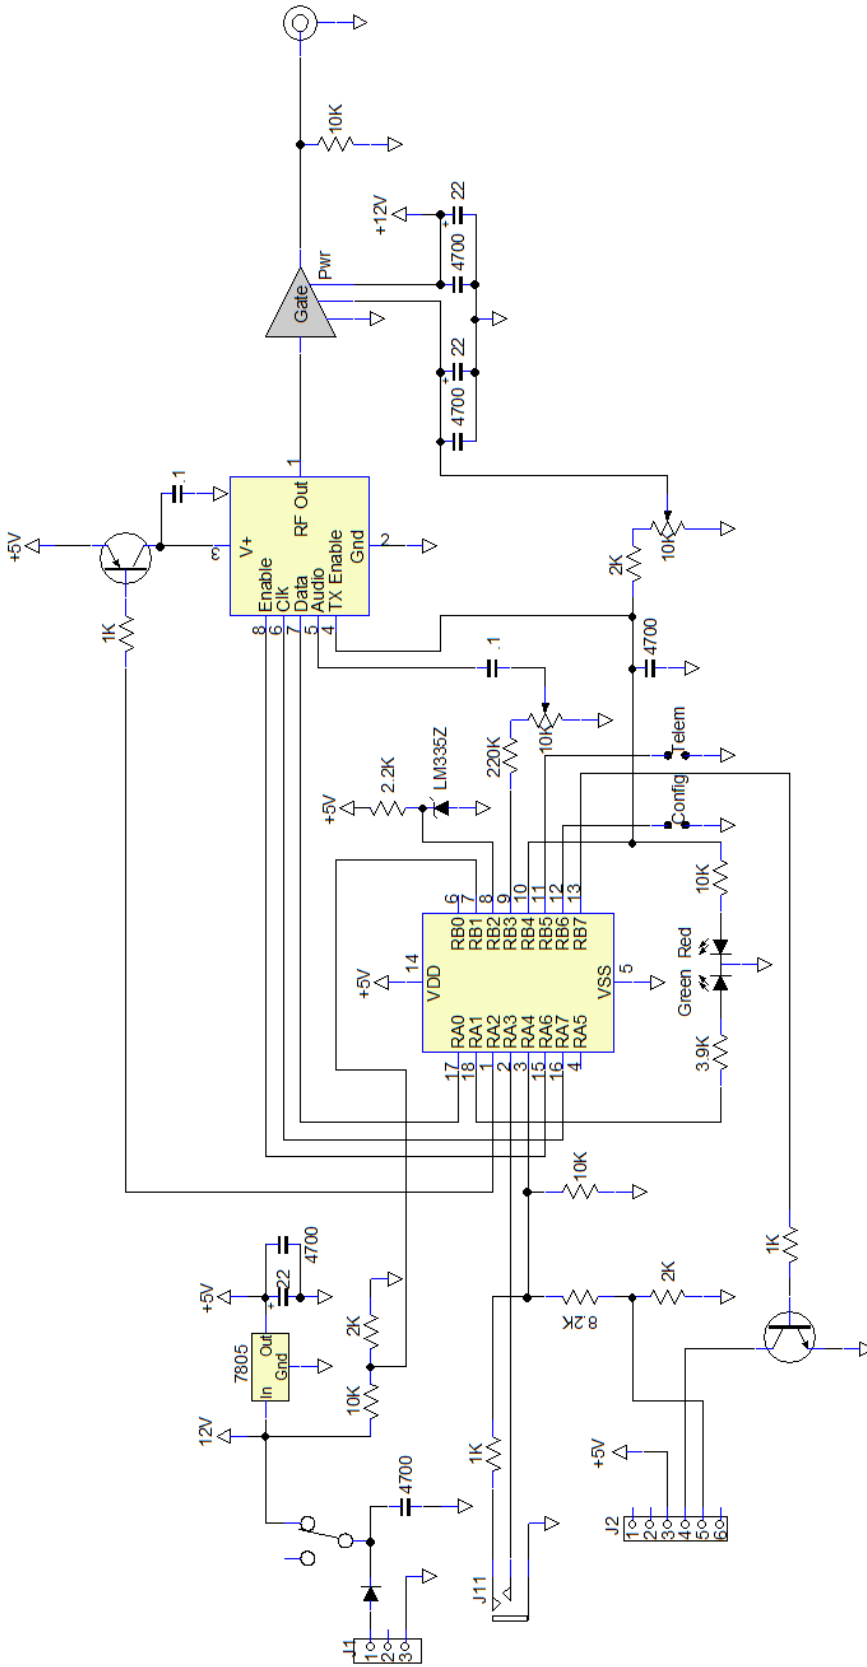 J1
1
2
3
4700
12V
7805
In
Out
Gnd
+5V
22
4700
10K
2K
J11
1K
J2
1
2
3
4
5
6
+5V
8.2K
2K
10K
1K
17
18
1
2
3
15
16
4
RA0
RA1
RA2
RA3
RA4
RA6
RA7
RA5
+5V
14
VDD
VSS
5
RB0
RB1
RB2
RB3
RB4
RB5
RB6
RB7
6
7
8
9
10
11
12
13
3.9K
Green
Red
10K
+5V
2.2K
LM335Z
220K
10K
.1
Config
Telem
4700
2K
10K
1K
+5V
.1
3
V+
8
6
7
5
4
Enable
Clk
Data
Audio
TX Enable
RF Out
1
Gnd
2
Gate
Pwr
4700
22
4700
22
+12V
10K